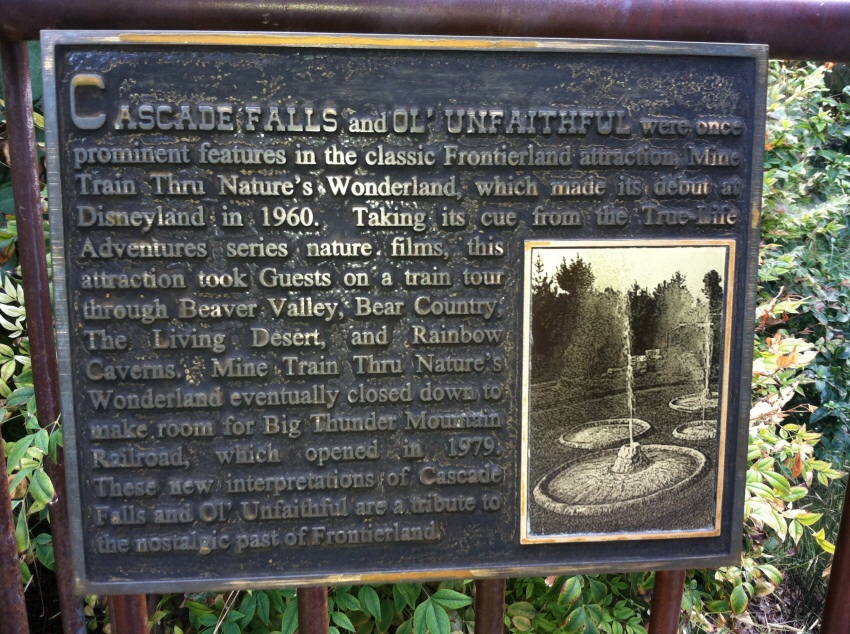 CASCADE FALLS and OL' UNFAITHFUL were once
prominent features in the classic Frontierland attraction, Mine
Train Thru Nature's Wonderland, which made its debut at
Disneyland in 1960. Taking its cue from the True-Life
Adventures series nature films, this
attraction took Guests on a train tour
through Beaver Valley, Bear Country,
The Living Desert, and Rainbow
Caverns. Mine Train Thru Nature's
Wonderland eventually closed down to
make room for Big Thunder Mountain
Railroad, which opened in 1979.
These new interpretations of Cascade
Falls and Ol' Unfaithful are a tribute to
the nostalgic past of Frontierland.